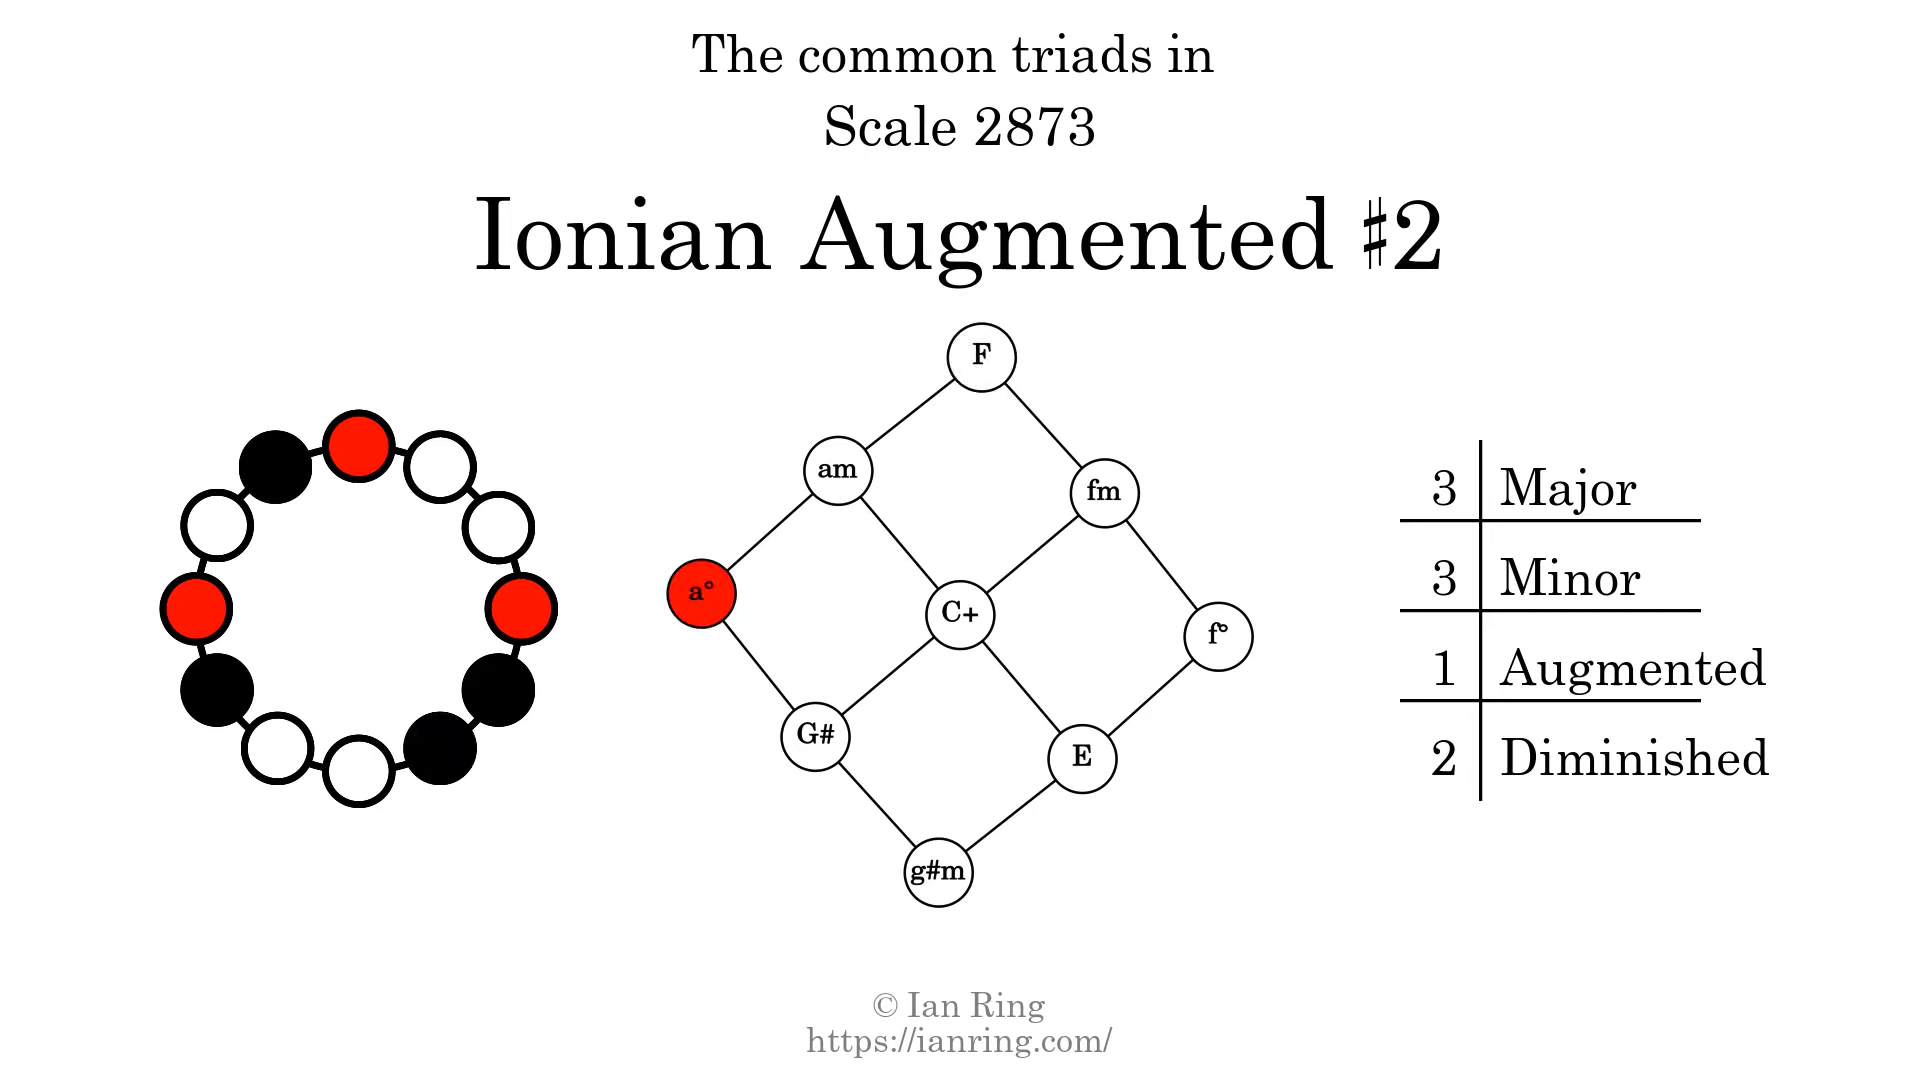 The common triads in
Scale 2873
Ionian Augmented ♯2
F
am
fm
a°
C+
f°
G#
E
g#m
3 Major
3 Minor
1 Augmented
2 Diminished
© Ian Ring
https://ianring.com/